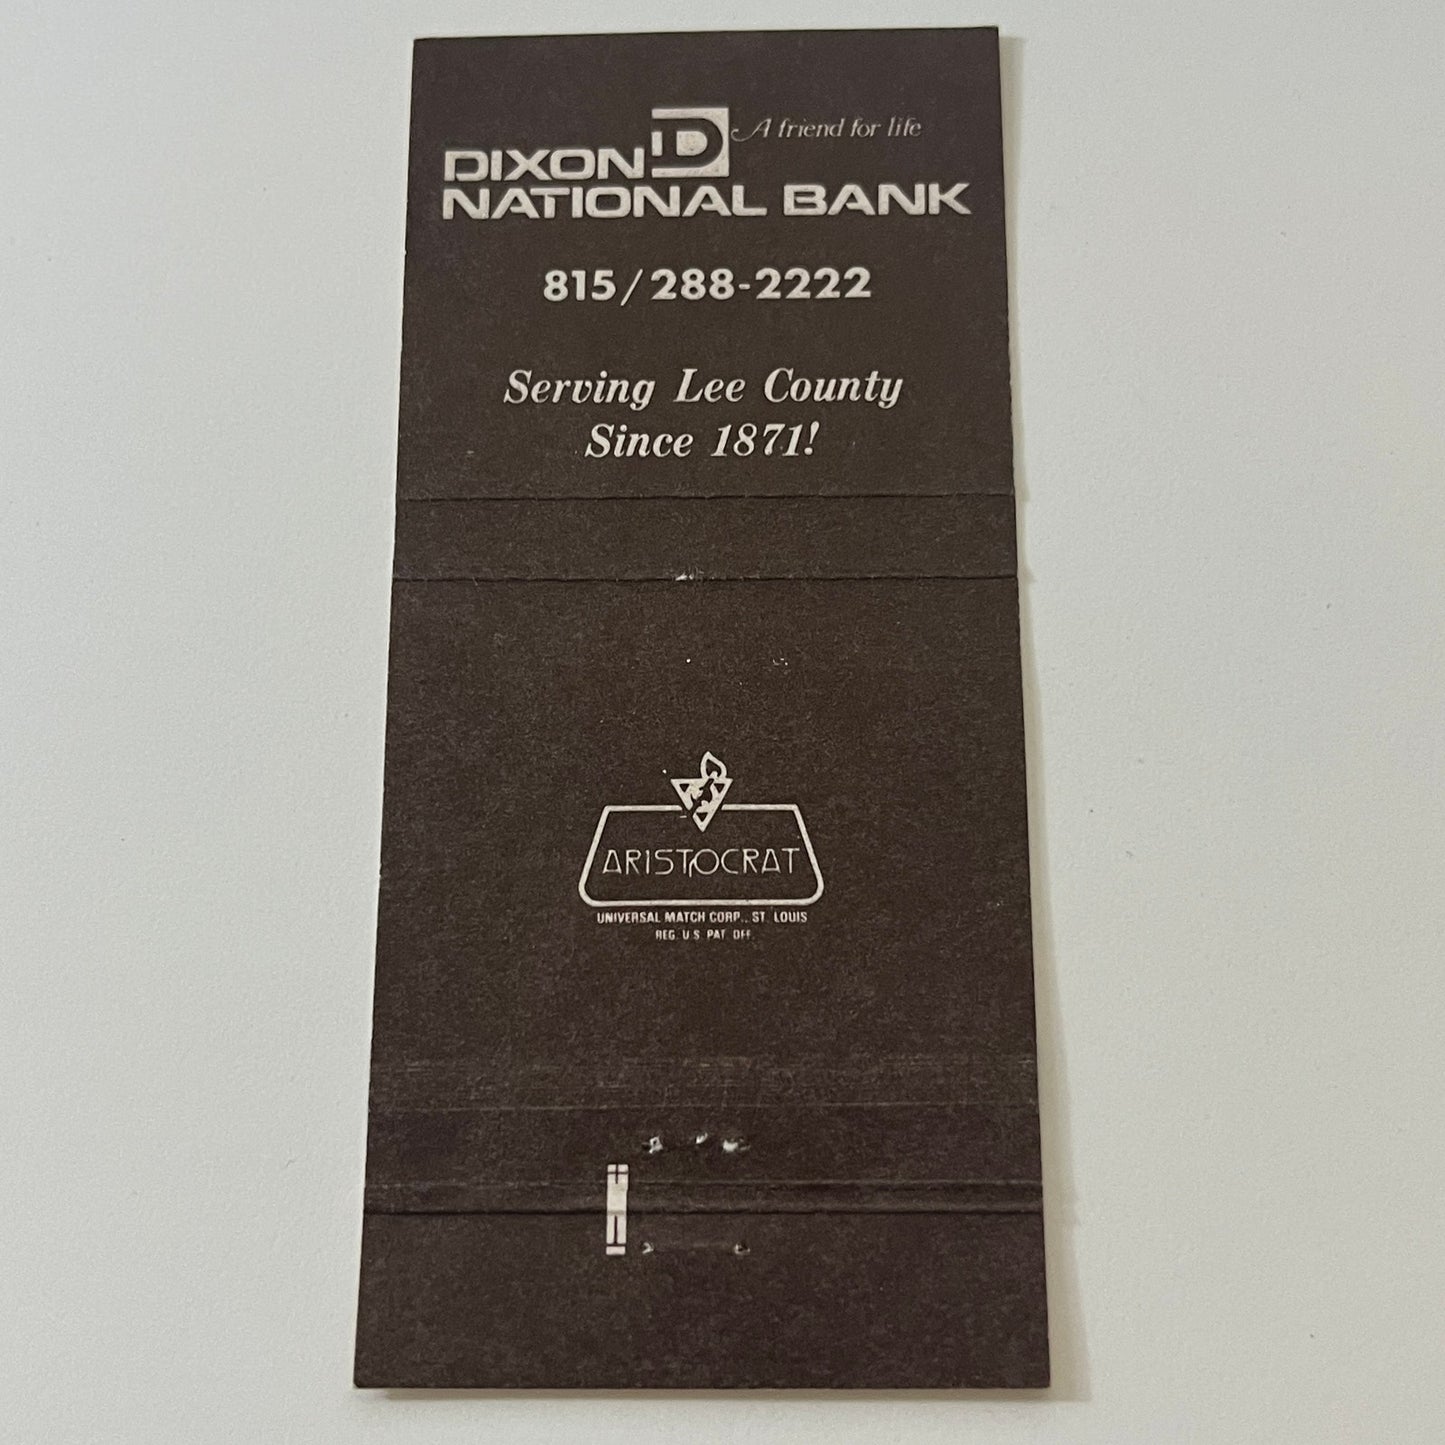 A friend for life
DIXON D
NATIONAL BANK
815/288-2222
Serving Lee County
Since 1871!
ARISTOCRAT
UNIVERSAL MATCH CORP., ST. LOUIS
REG. U.S. PAT. OFF.